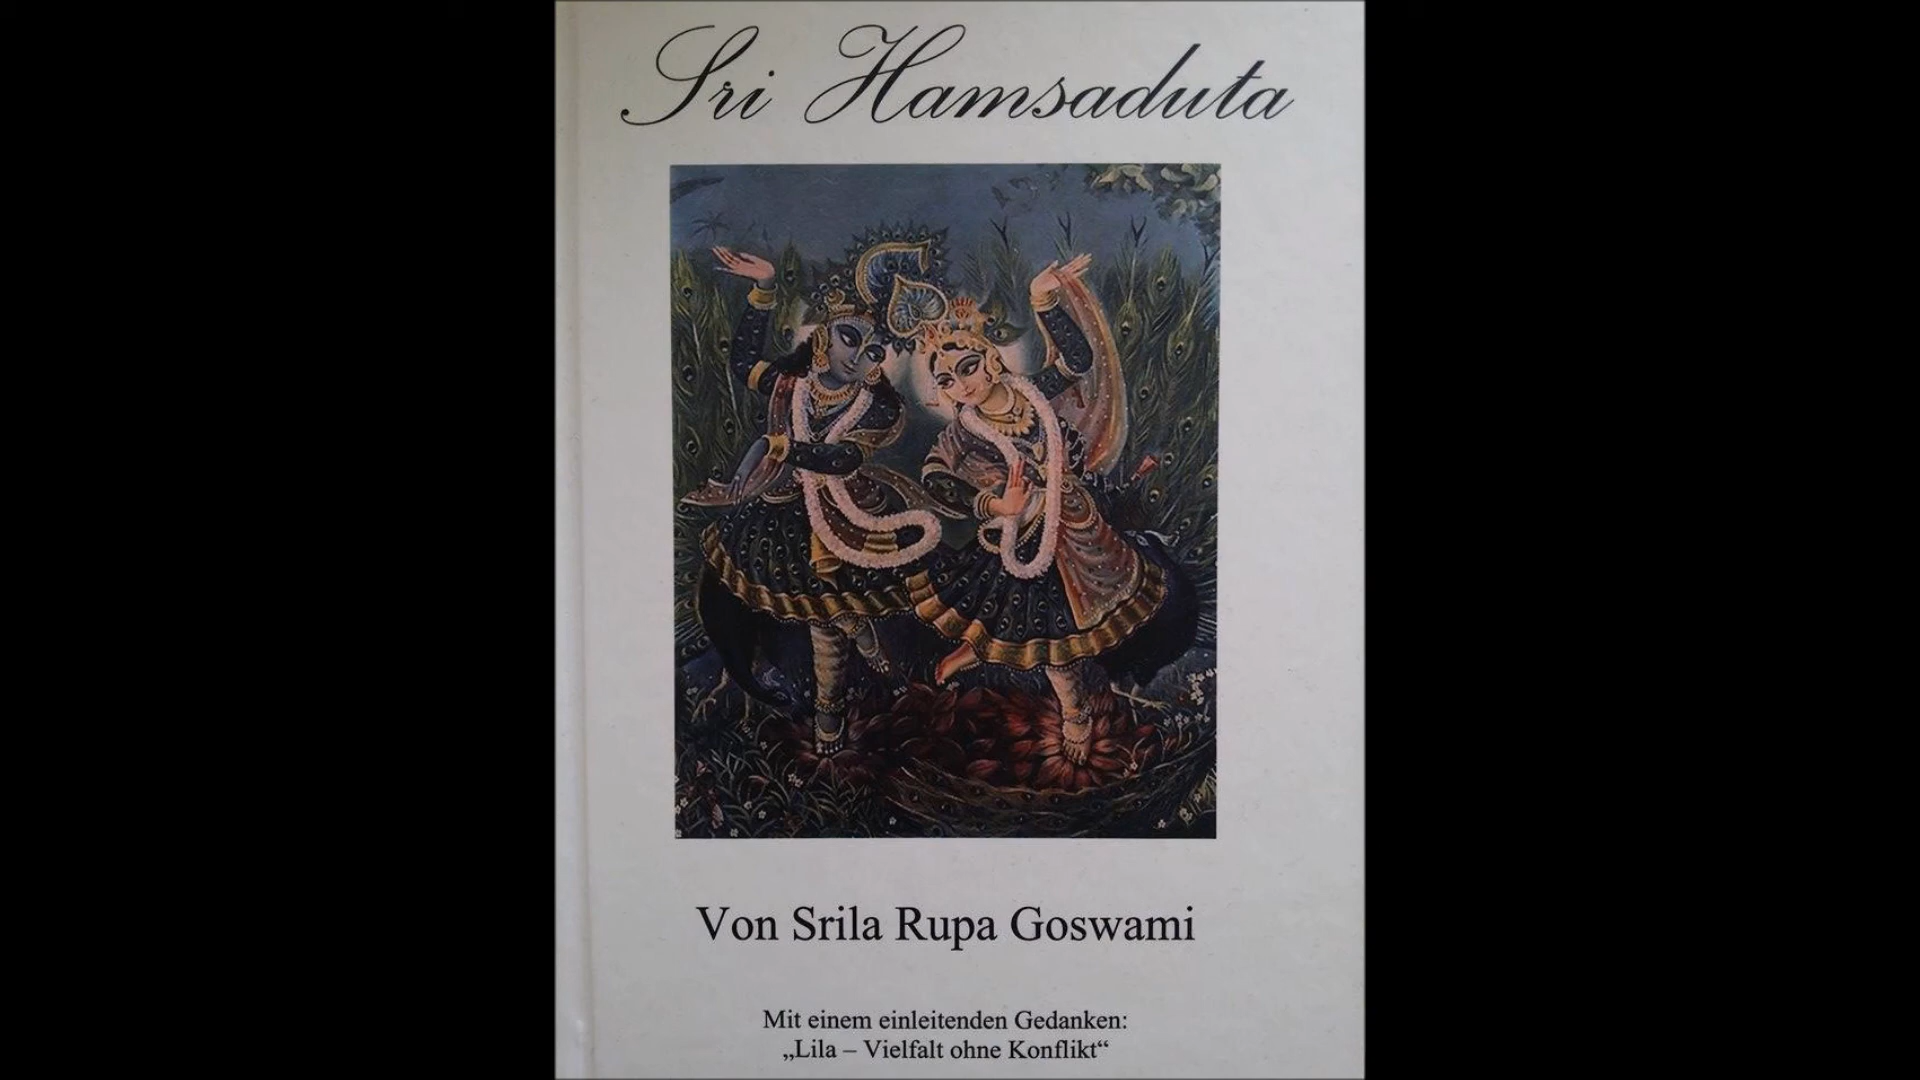 Sri Hamsaduta
Von Srila Rupa Goswami
Mit einem einleitenden Gedanken:
„Lila – Vielfalt ohne Konflikt“